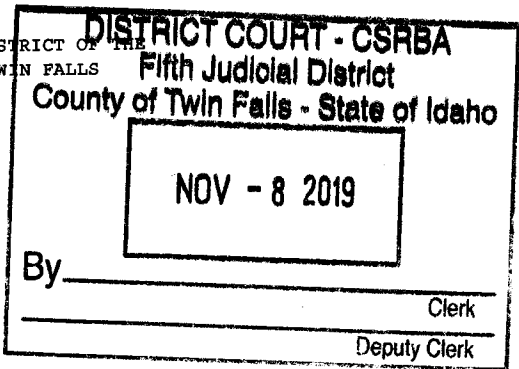 STRICT OF THE
WIN FALLS
DISTRICT COURT - CSRBA
Fifth Judicial District
County of Twin Falls - State of Idaho
NOV - 8 2019
By
Clerk
Deputy Clerk